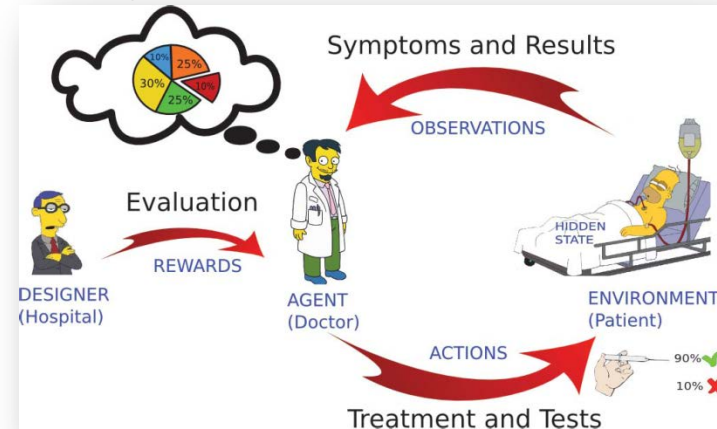 Symptoms and Results
10%
25%
10%
25%
30%
OBSERVATIONS
Evaluation
REWARDS
HIDDEN
STATE
DESIGNER
(Hospital)
AGENT
(Doctor)
ENVIRONMENT
(Patient)
ACTIONS
90%
10%
Treatment and Tests